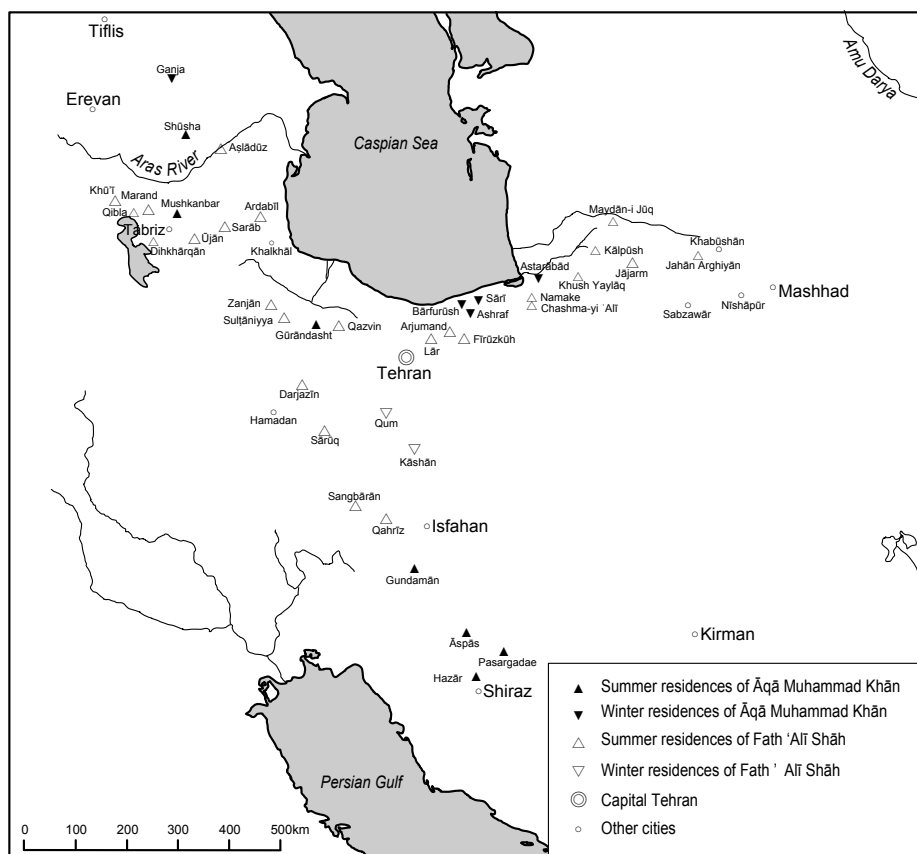 Tiflis
Amu Darya
Ganja
Erevan
Shūsha
Caspian Sea
Aras River
Aṣlādūz
Khū'ī
Marand
Mushkanbar
Ardabīl
Qibla
Tabriz
Sarāb
Ūjān
Dihkhārqān
Khalkhāl
Maydān-i Jūq
Kālpūsh
Khabūshān
Jahān Arghiyān
Astarābād
Jājarm
Khush Yaylāq
Mashhad
Nīshāpūr
Sabzawār
Zanjān
Sulṭāniyya
Gūrāndasht
Qazvin
Sārī
Bārfurūsh
Ashraf
Namake
Chashma-yi ʿAlī
Arjumand
Fīrūzkūh
Lār
Tehran
Darjazīn
Hamadan
Qum
Sārūq
Kāshān
Sangbārān
Qahrīz
Isfahan
Gundamān
Āspās
Pasargadae
Hazār
Shiraz
Kirman
Persian Gulf
Summer residences of Āqā Muhammad Khān
Winter residences of Āqā Muhammad Khān
Summer residences of Fath ʻAlī Shāh
Winter residences of Fath ʼ Alī Shāh
Capital Tehran
Other cities
0 100 200 300 400 500km